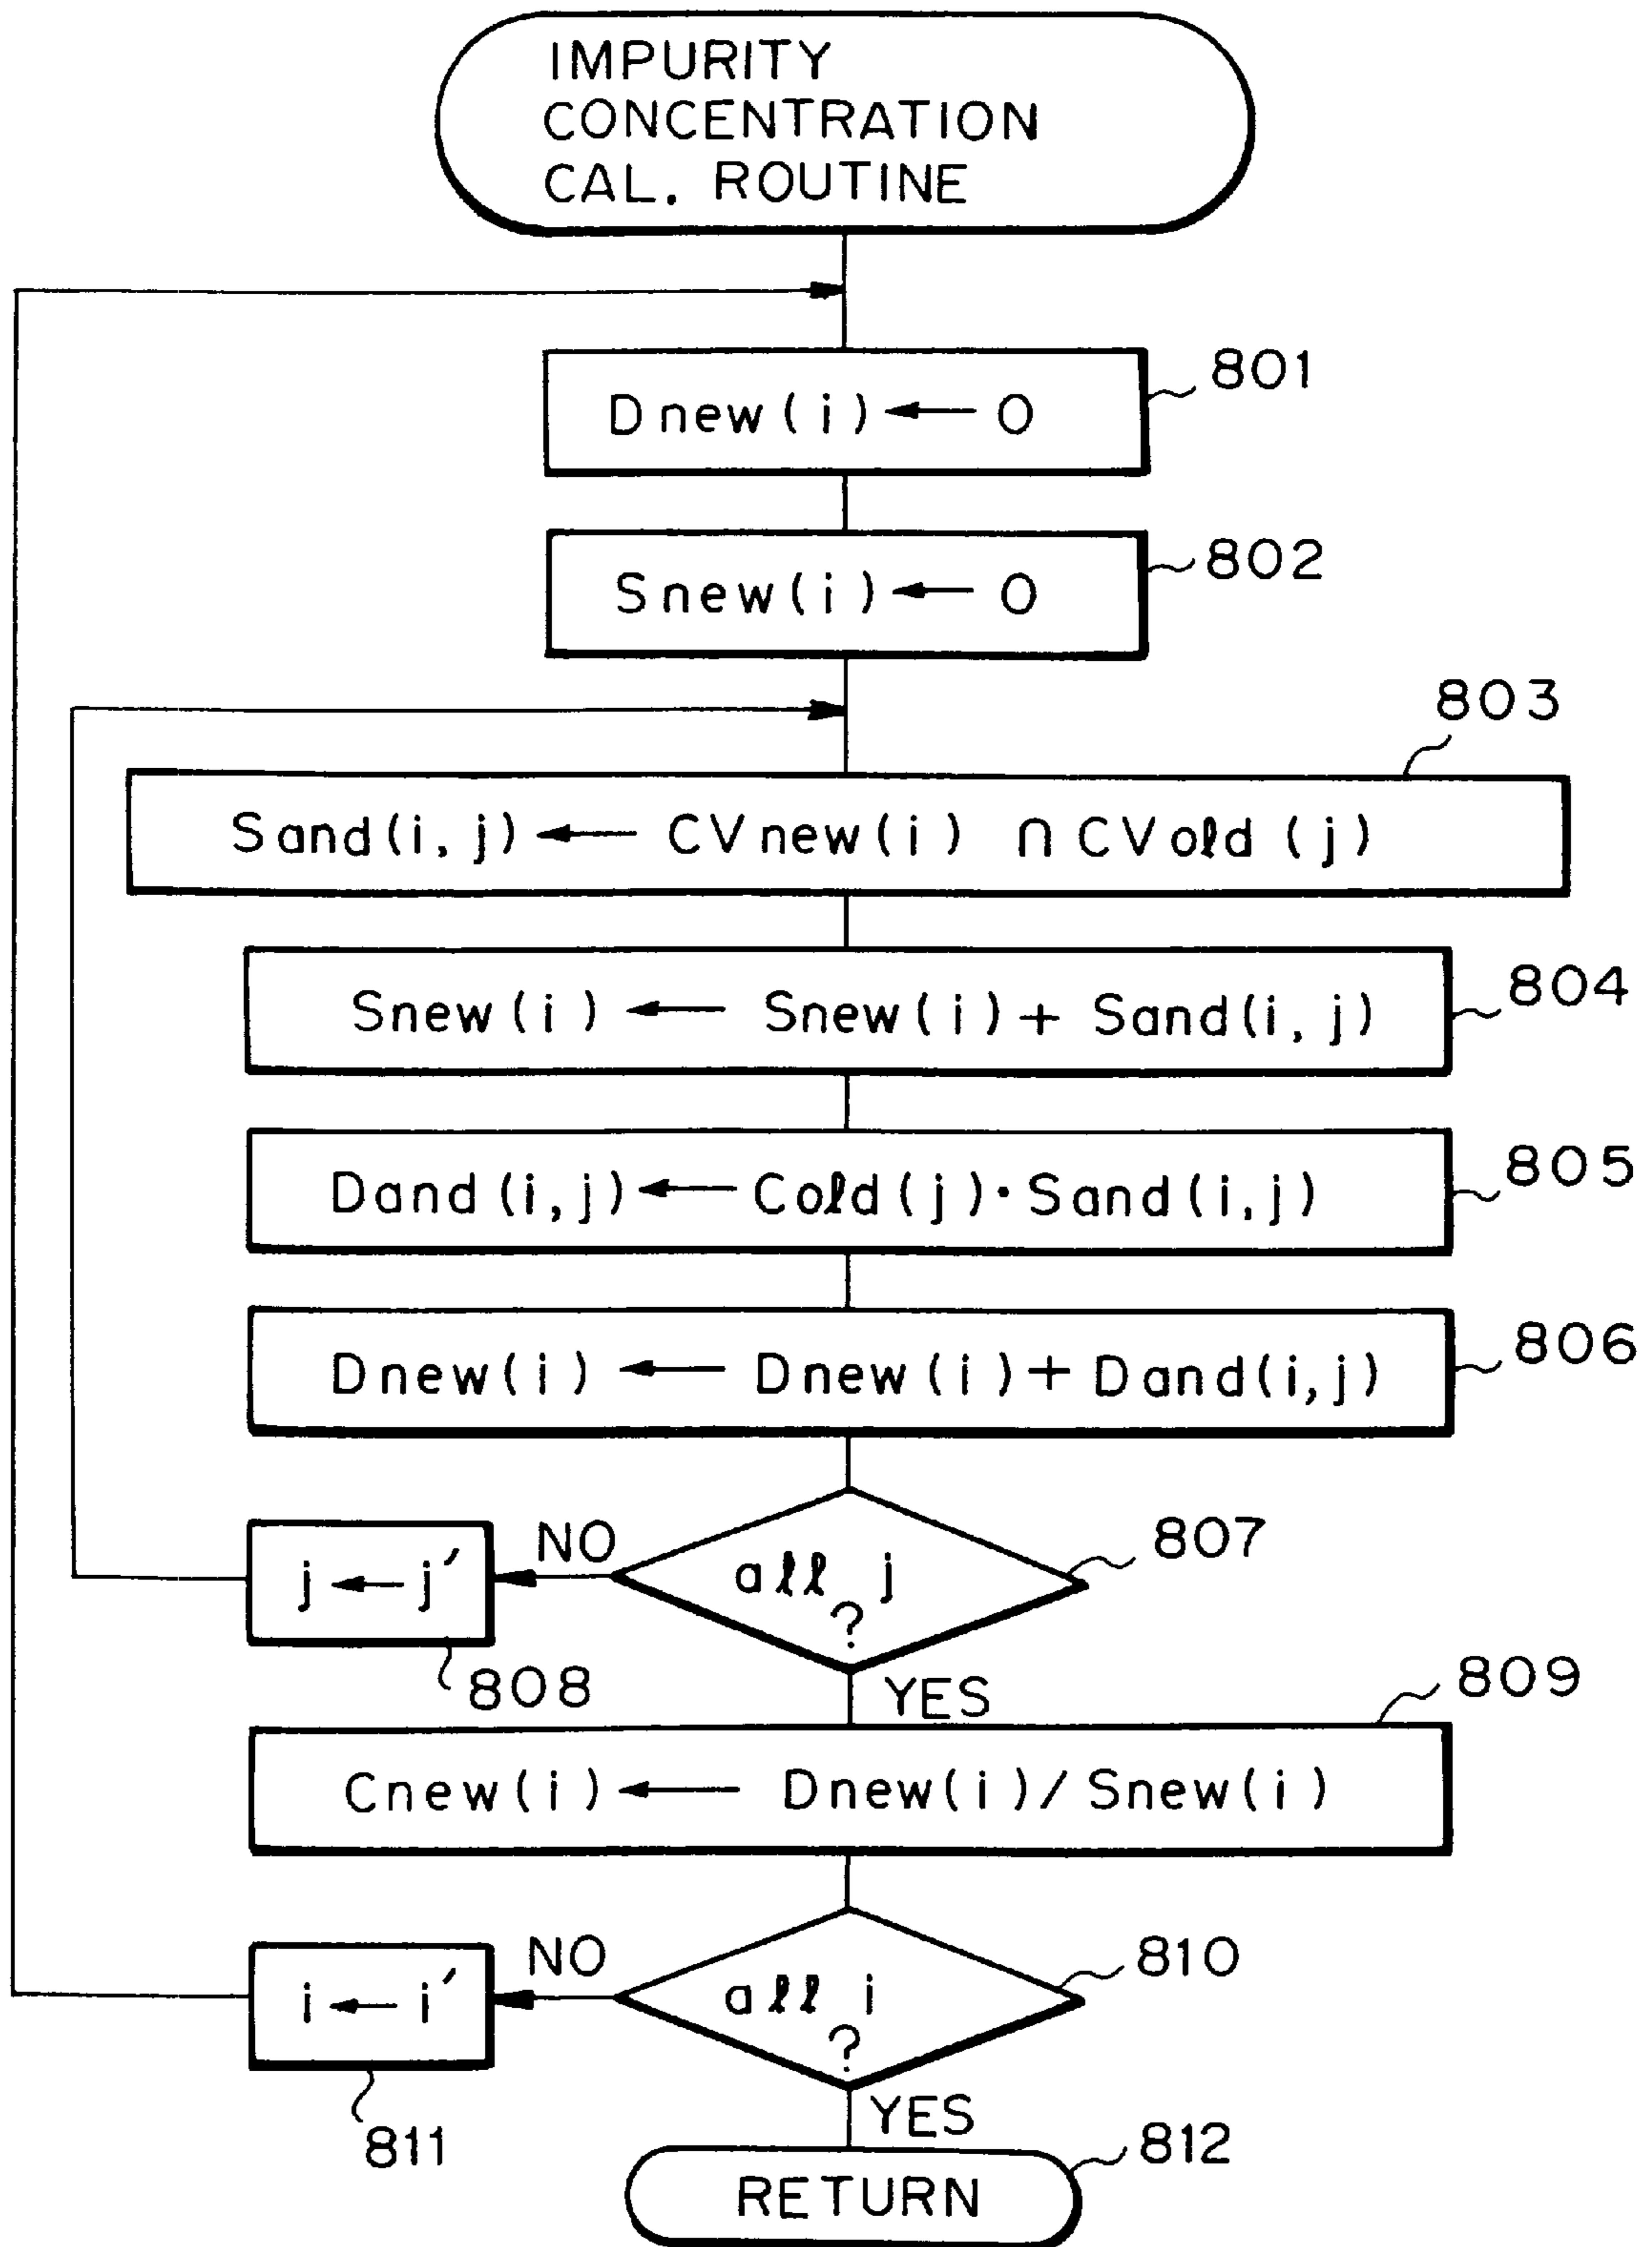 IMPURITY
CONCENTRATION
CAL. ROUTINE
Dnew(i) ← 0
801
Snew(i) ← 0
802
803
Sand(i, j) ← CVnew(i) ∩ CVold(j)
Snew(i) ← Snew(i) + Sand(i, j)
804
Dand(i, j) ← Cold(j) · Sand(i, j)
805
Dnew(i) ← Dnew(i) + Dand(i, j)
806
807
NO
all j
?
j ← j′
808
YES
809
Cnew(i) ← Dnew(i) / Snew(i)
810
NO
all i
?
i ← i′
811
YES
812
RETURN